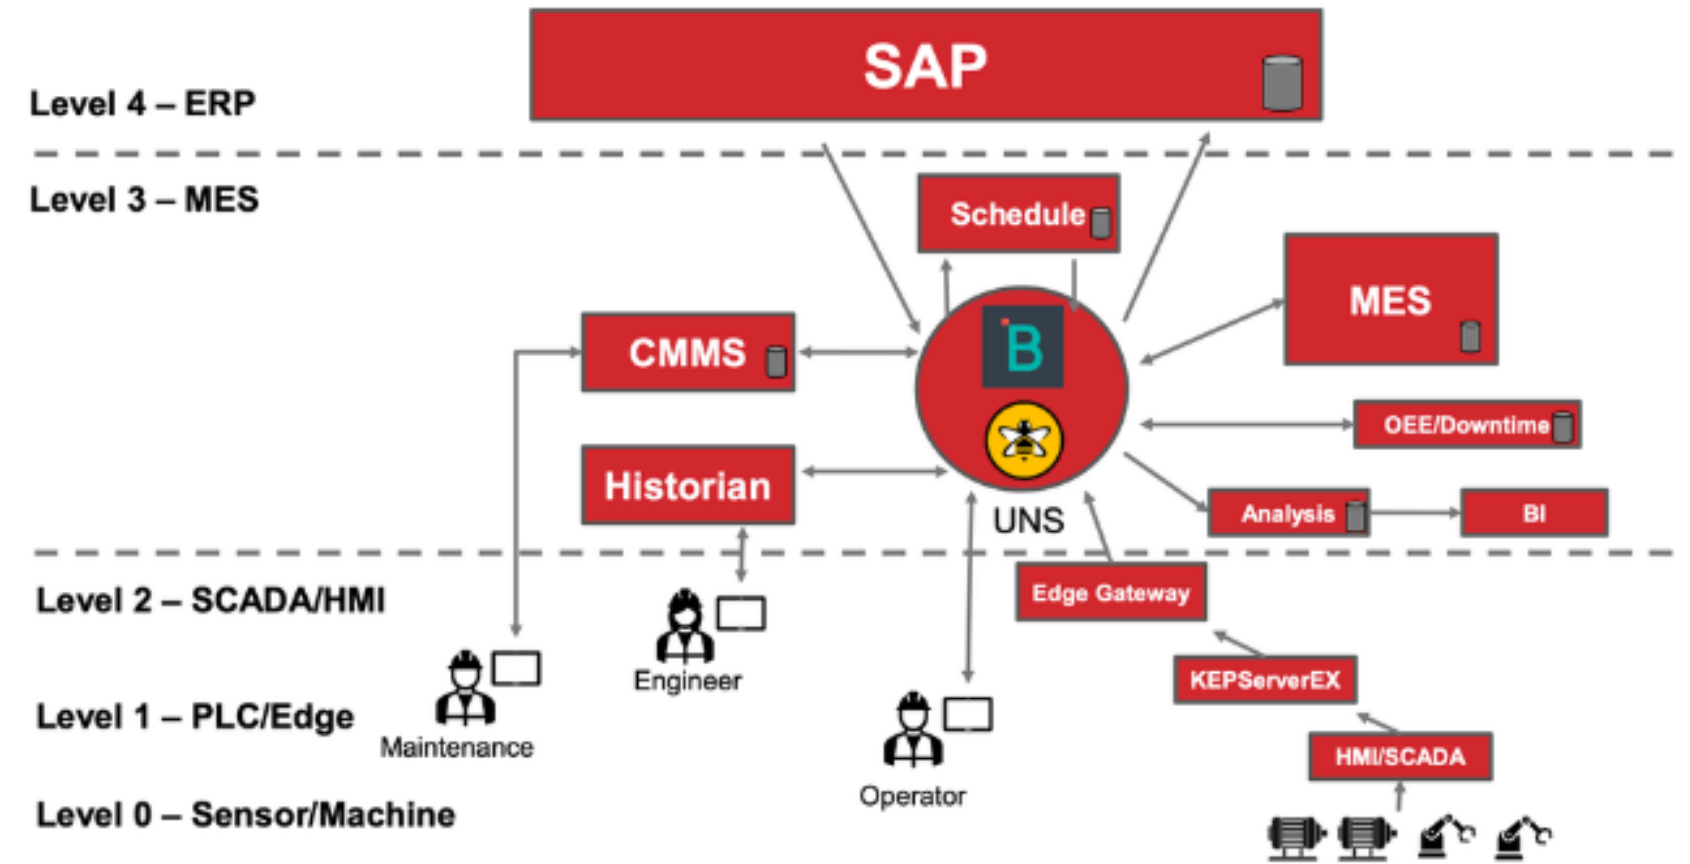 SAP
Level 4 – ERP
Level 3 – MES
Schedule
MES
CMMS
B
OEE/Downtime
Historian
Analysis
BI
UNS
Level 2 – SCADA/HMI
Edge Gateway
Engineer
KEPServerEX
Level 1 – PLC/Edge
Maintenance
HMI/SCADA
Operator
Level 0 – Sensor/Machine